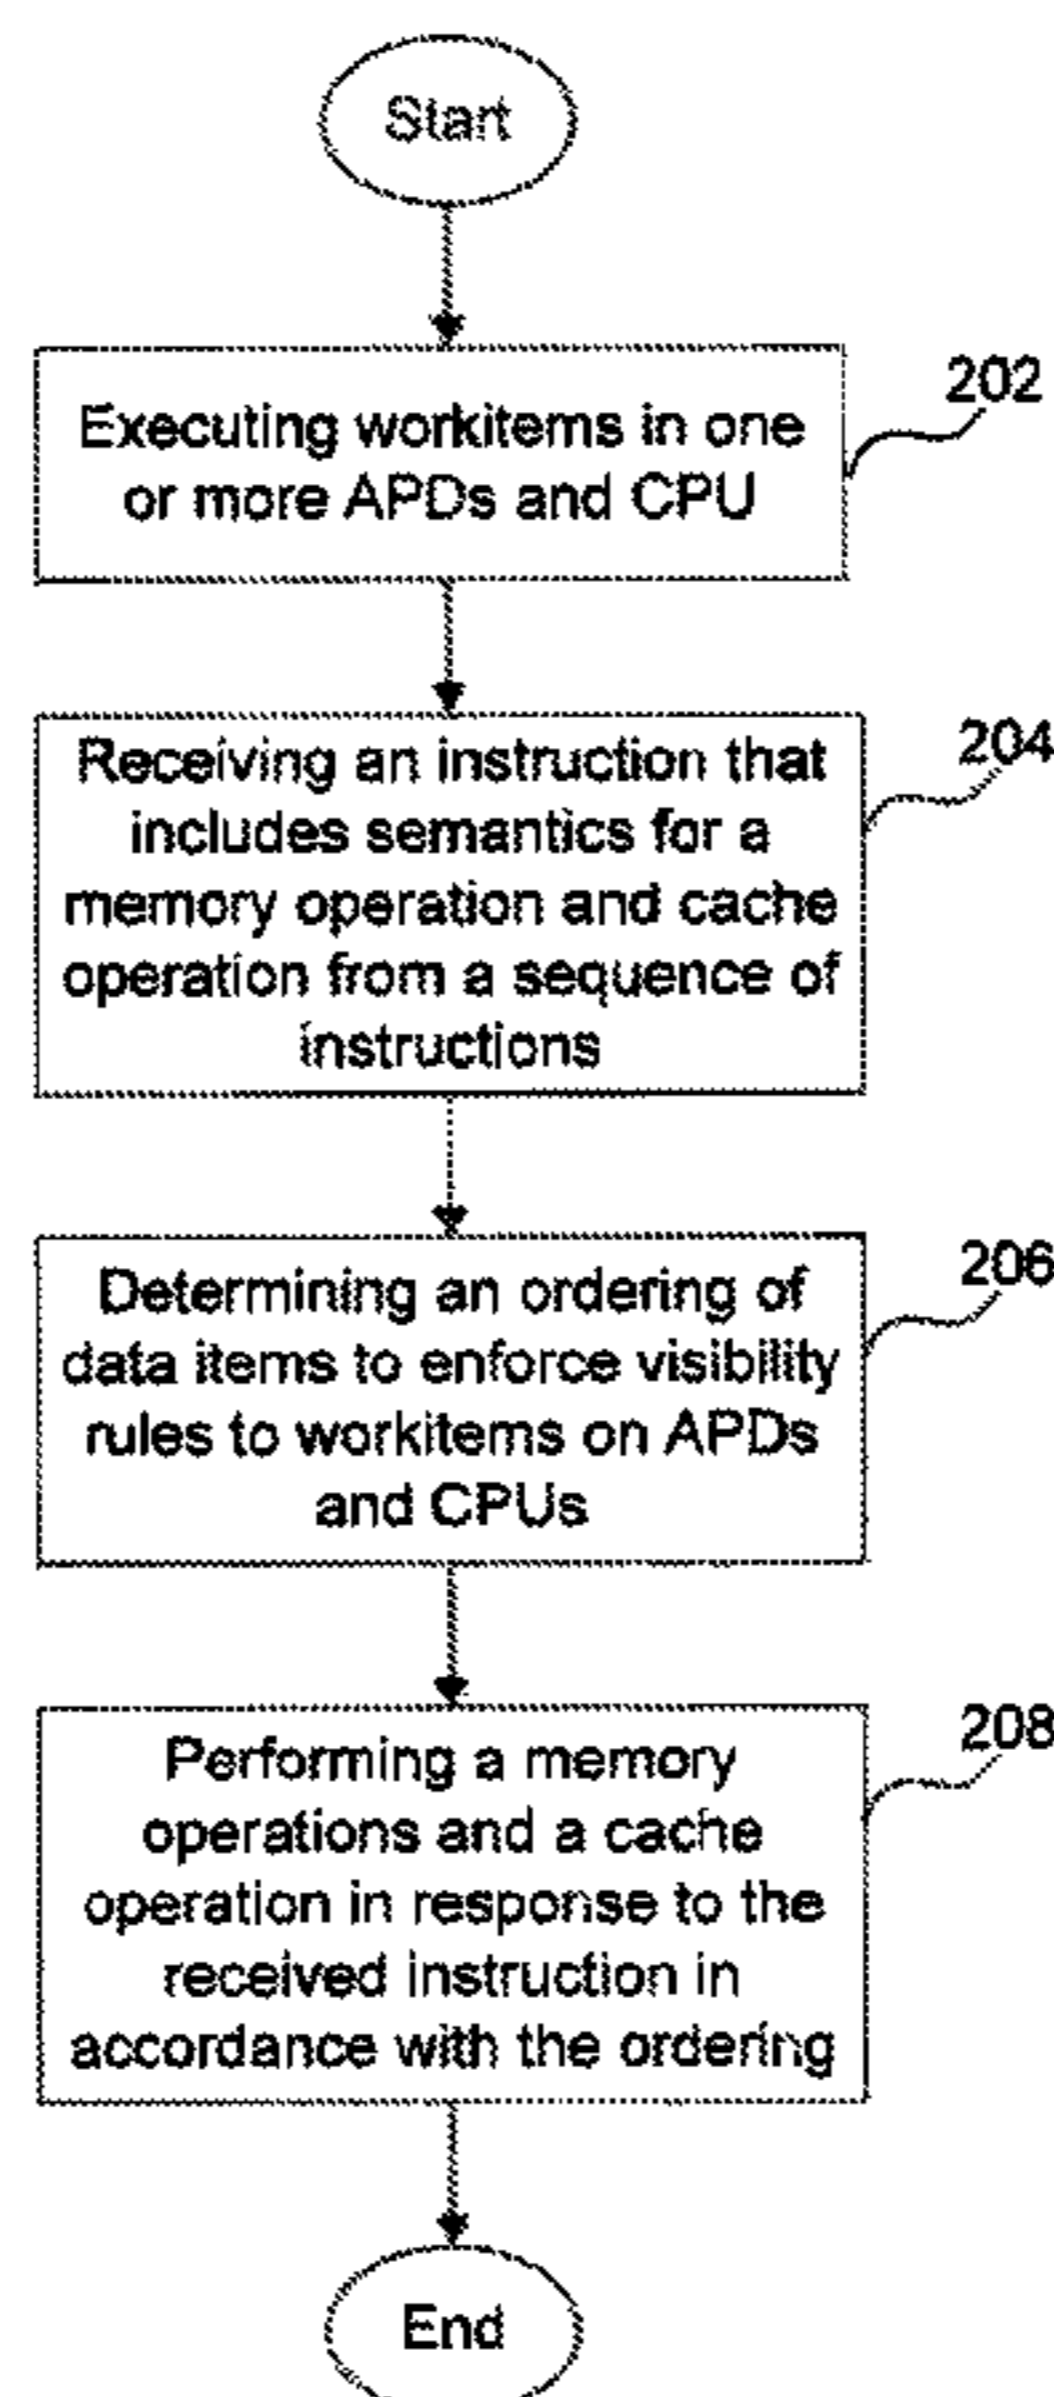 Start
202
Executing workitems in one
or more APDs and CPU
204
Receiving an instruction that
includes semantics for a
memory operation and cache
operation from a sequence of
instructions
206
Determining an ordering of
data items to enforce visibility
rules to workitems on APDs
and CPUs
208
Performing a memory
operations and a cache
operation in response to the
received instruction in
accordance with the ordering
End